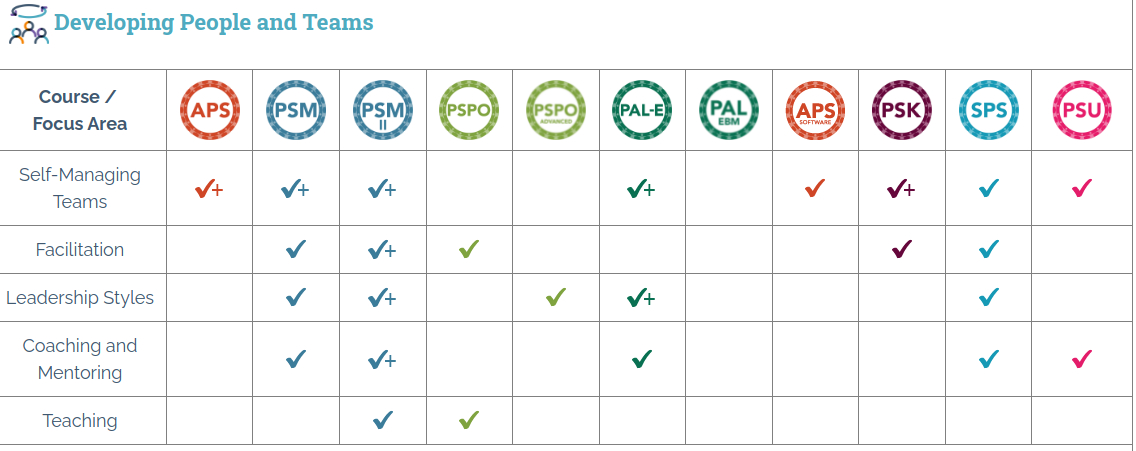 Developing People and Teams
Course /
Focus Area
APS
PSM
PSM
II
PSPO
PSPO
ADVANCED
PAL-E
PAL
EBM
APS
SOFTWARE
PSK
SPS
PSU
Self-Managing
Teams
✔+ ✔+ ✔+ ✔+ ✔ ✔+ ✔ ✔
Facilitation
✔ ✔+ ✔ ✔ ✔
Leadership Styles
✔ ✔+ ✔ ✔+ ✔
Coaching and
Mentoring
✔ ✔+ ✔ ✔ ✔
Teaching
✔ ✔